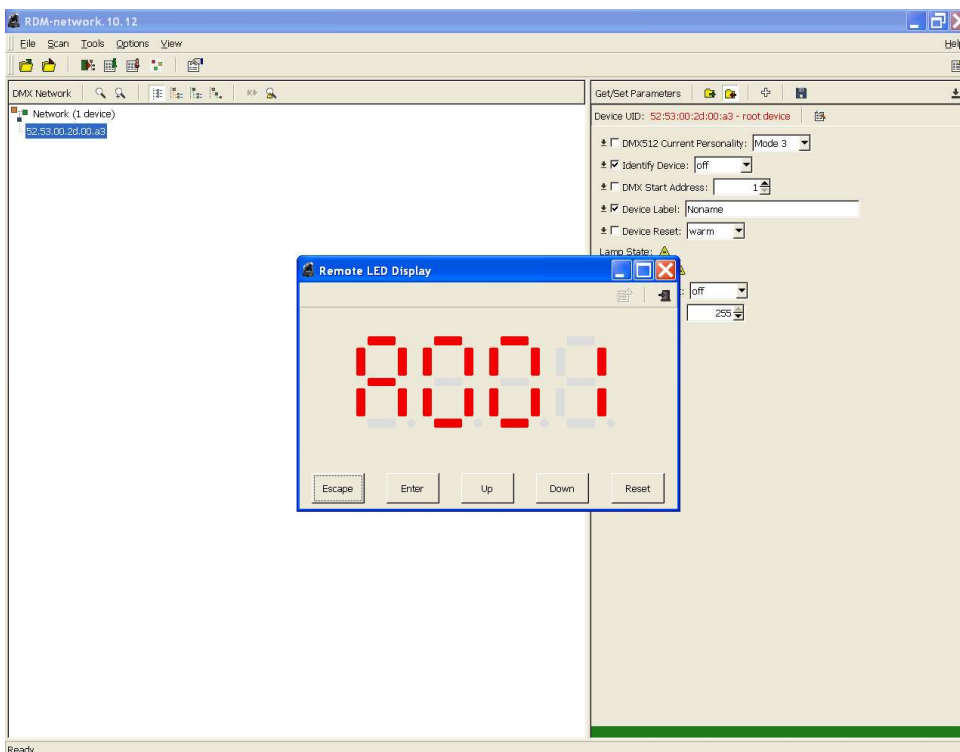 RDM-network.10.12
File Scan Tools Options View
DMX Network
Get/Set Parameters
Network (1 device)
Device UID: 52:53:00:2d:00:a3 - root device
52.53.00.2d.00.a3
DMX512 Current Personality: Mode 3
Identify Device: off
DMX Start Address: 1
Device Label: Noname
Device Reset: warm
Lamp State:
Remote LED Display
: off
255
A001
Escape Enter Up Down Reset
Ready